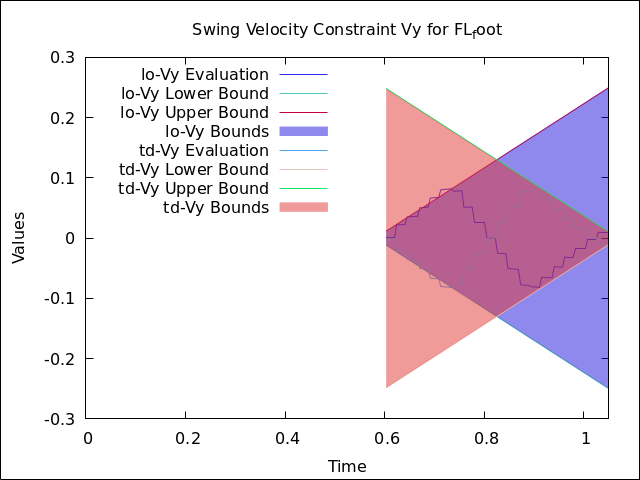 Swing Velocity Constraint Vy for FLfoot
0.3
0.2
0.1
0
-0.1
-0.2
-0.3
Values
lo-Vy Evaluation
lo-Vy Lower Bound
lo-Vy Upper Bound
lo-Vy Bounds
td-Vy Evaluation
td-Vy Lower Bound
td-Vy Upper Bound
td-Vy Bounds
0 0.2 0.4 0.6 0.8 1
Time